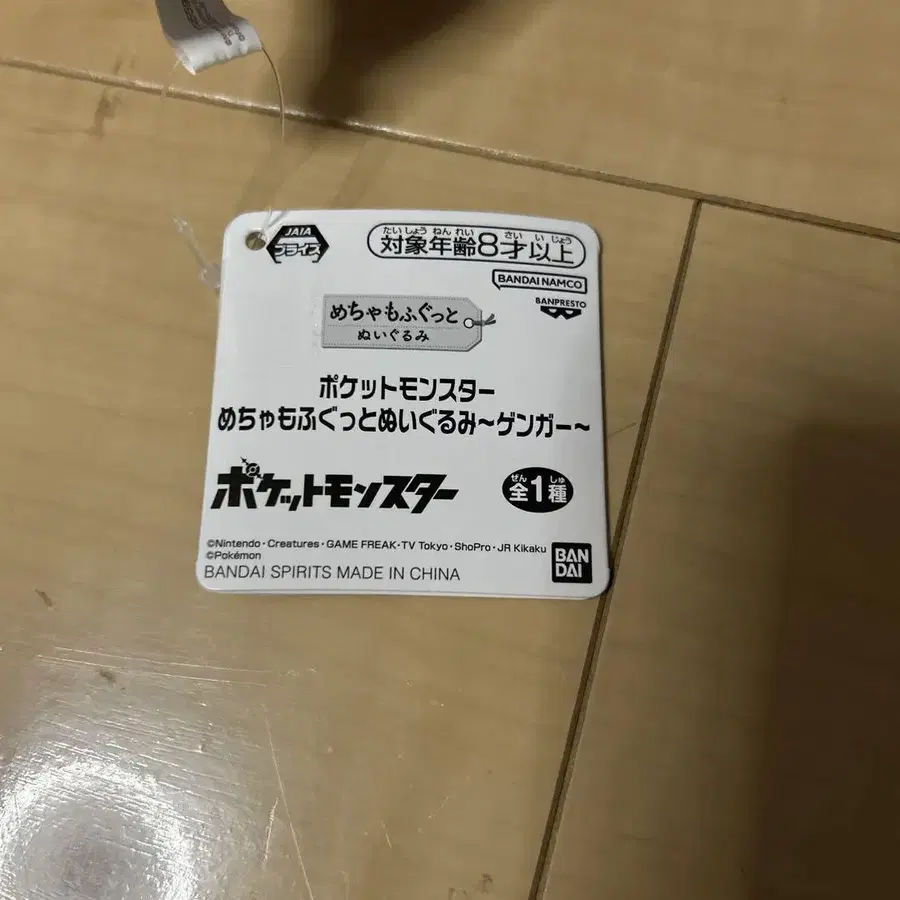 JAIA
プライズ
たいしょうねんれい さいいじょう
対象年齢8才以上
BANDAI NAMCO
BANPRESTO
めちゃもふぐっと
ぬいぐるみ
ポケットモンスター
めちゃもふぐっとぬいぐるみ〜ゲンガー〜
ポケットモンスター
ぜん しゅ
全1種
©Nintendo・Creatures・GAME FREAK・TV Tokyo・ShoPro・JR Kikaku
©Pokémon
BANDAI SPIRITS MADE IN CHINA
BAN
DAI